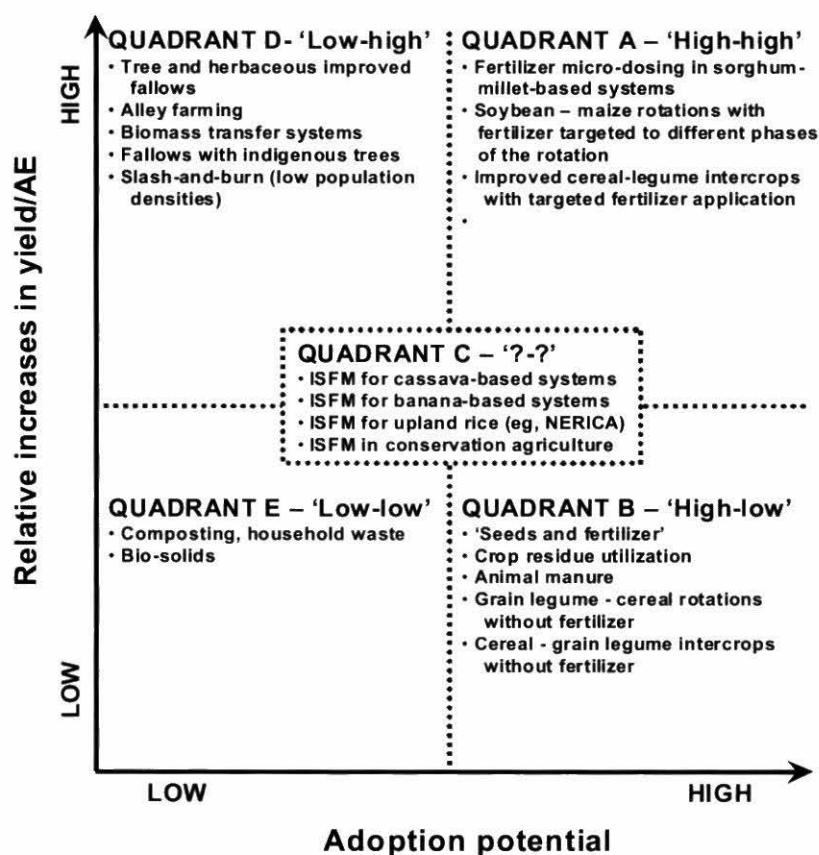 QUADRANT D- 'Low-high'
· Tree and herbaceous improved
fallows
· Alley farming
· Biomass transfer systems
· Fallows with indigenous trees
· Slash-and-burn (low population
densities)
QUADRANT A – 'High-high'
· Fertilizer micro-dosing in sorghum-
millet-based systems
· Soybean – maize rotations with
fertilizer targeted to different phases
of the rotation
· Improved cereal-legume intercrops
with targeted fertilizer application
·
QUADRANT C – '?-?'
· ISFM for cassava-based systems
· ISFM for banana-based systems
· ISFM for upland rice (eg, NERICA)
· ISFM in conservation agriculture
QUADRANT E – 'Low-low'
· Composting, household waste
· Bio-solids
QUADRANT B – 'High-low'
· 'Seeds and fertilizer'
· Crop residue utilization
· Animal manure
· Grain legume - cereal rotations
without fertilizer
· Cereal - grain legume intercrops
without fertilizer
HIGH
Relative increases in yield/AE
LOW
LOW
HIGH
Adoption potential